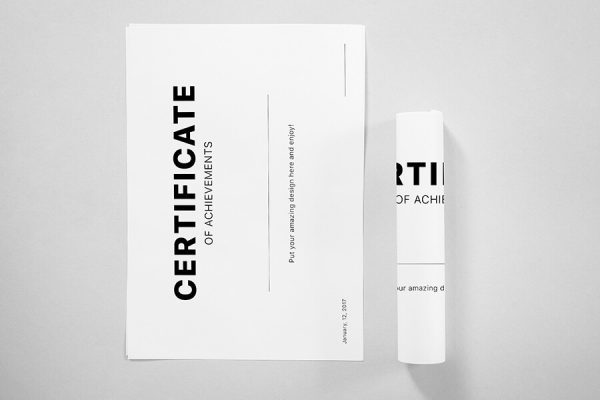 CERTIFICATE
OF ACHIEVEMENTS
Put your amazing design here and enjoy!
January, 12, 2017
RTIF
OF ACHIE
our amazing d